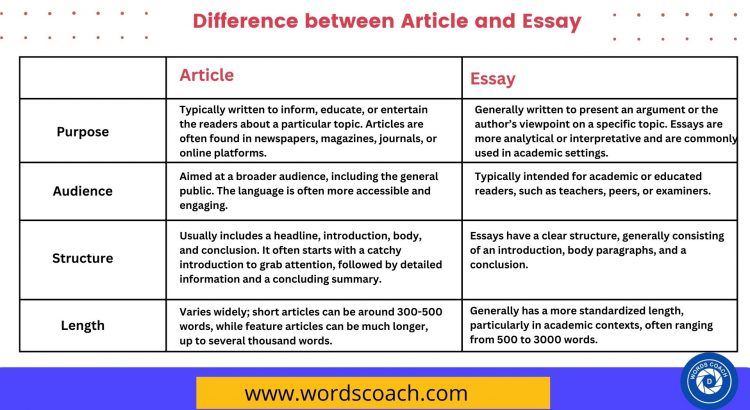 Difference between Article and Essay
Article
Essay
Purpose
Typically written to inform, educate, or entertain
the readers about a particular topic. Articles are
often found in newspapers, magazines, journals, or
online platforms.
Generally written to present an argument or the
author's viewpoint on a specific topic. Essays are
more analytical or interpretative and are commonly
used in academic settings.
Audience
Aimed at a broader audience, including the general
public. The language is often more accessible and
engaging.
Typically intended for academic or educated
readers, such as teachers, peers, or examiners.
Structure
Usually includes a headline, introduction, body,
and conclusion. It often starts with a catchy
introduction to grab attention, followed by detailed
information and a concluding summary.
Essays have a clear structure, generally consisting
of an introduction, body paragraphs, and a
conclusion.
Length
Varies widely; short articles can be around 300-500
words, while feature articles can be much longer,
up to several thousand words.
Generally has a more standardized length,
particularly in academic contexts, often ranging
from 500 to 3000 words.
www.wordscoach.com
WORDS COACH
D